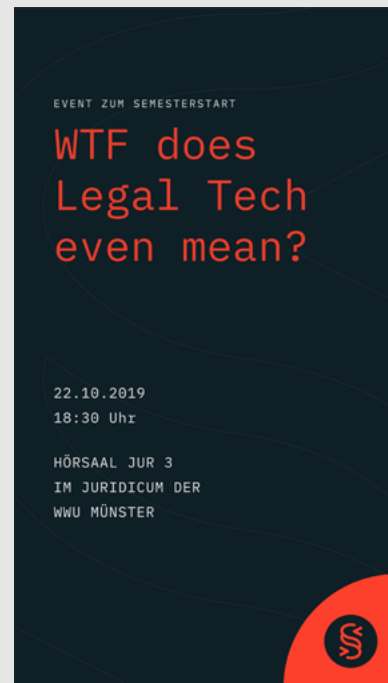 EVENT ZUM SEMESTERSTART
WTF does
Legal Tech
even mean?
22.10.2019
18:30 Uhr
HÖRSAAL JUR 3
IM JURIDICUM DER
WWU MÜNSTER